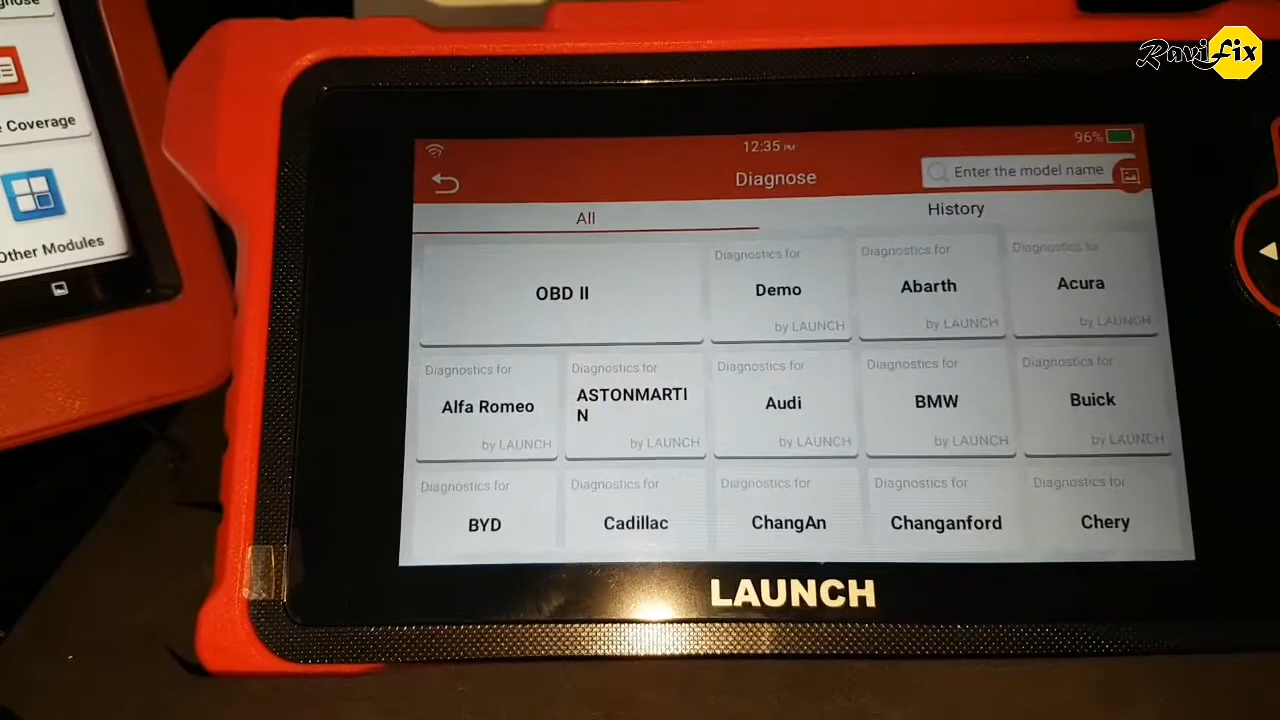 RaviFix
Coverage
Other Modules
12:35 PM
96%
Diagnose
Enter the model name
All
History
OBD II
Diagnostics for
Demo
by LAUNCH
Diagnostics for
Abarth
by LAUNCH
Diagnostics for
Acura
by LAUNCH
Diagnostics for
Alfa Romeo
by LAUNCH
Diagnostics for
ASTONMARTI
N
by LAUNCH
Diagnostics for
Audi
by LAUNCH
Diagnostics for
BMW
by LAUNCH
Diagnostics for
Buick
by LAUNCH
Diagnostics for
BYD
Diagnostics for
Cadillac
Diagnostics for
ChangAn
Diagnostics for
Changanford
Diagnostics for
Chery
LAUNCH